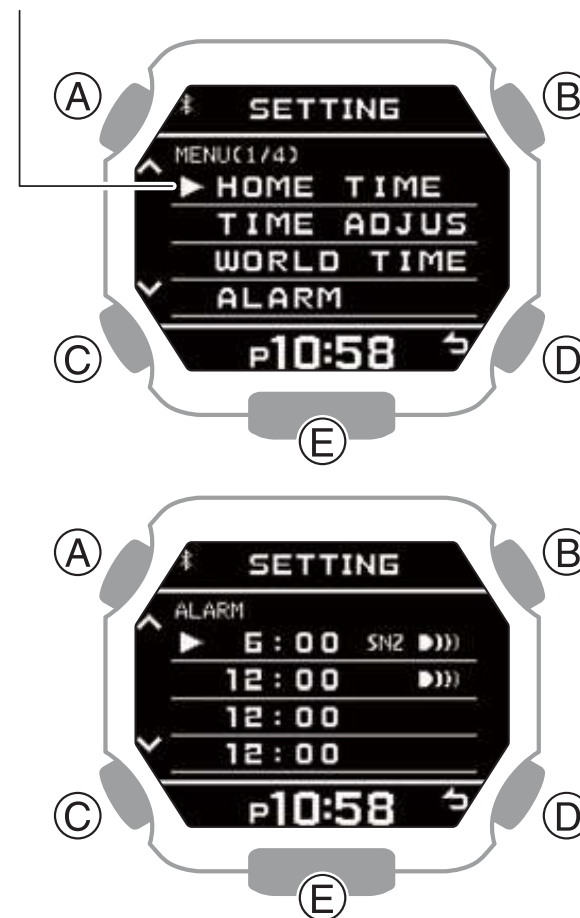 A
B
SETTING
MENU(1/4)
HOME TIME
TIME ADJUS
WORLD TIME
ALARM
P10:58
C
D
E
A
B
SETTING
ALARM
6:00 SNZ
12:00
12:00
12:00
P10:58
C
D
E